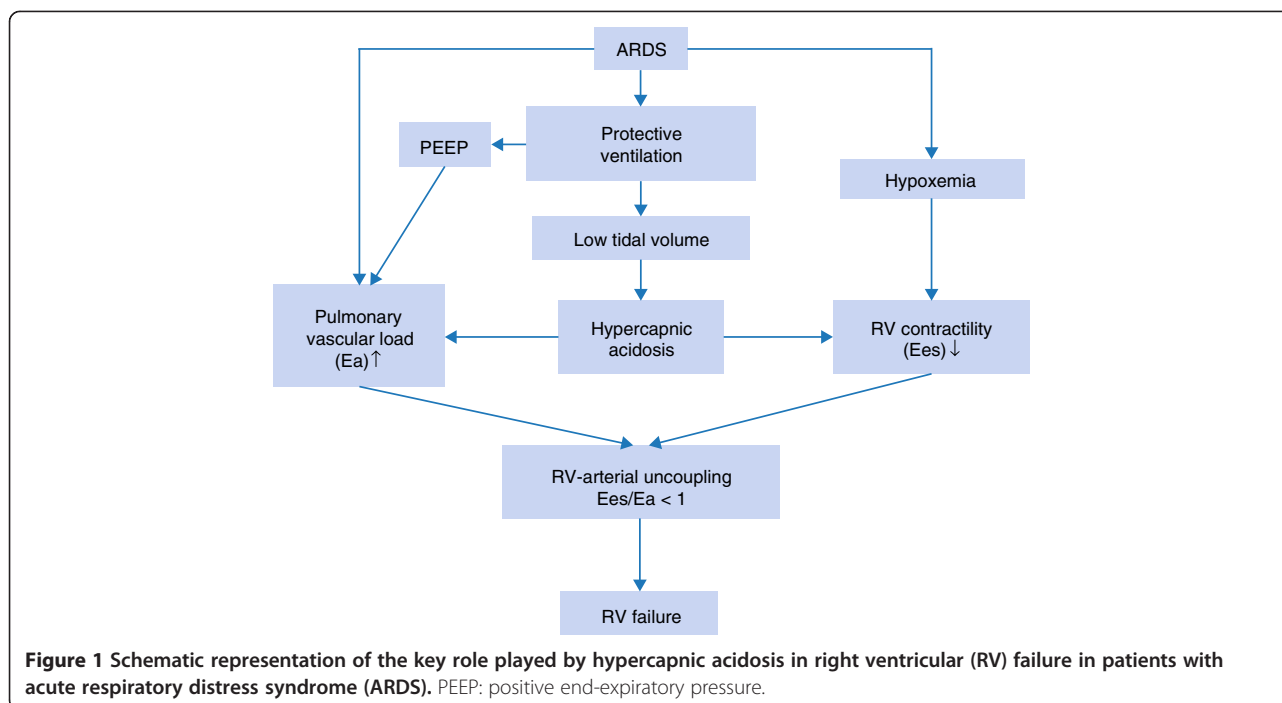 ARDS
Protective
ventilation
PEEP
Hypoxemia
Low tidal volume
Pulmonary
vascular load
(Ea)↑
Hypercapnic
acidosis
RV contractility
(Ees)↓
RV-arterial uncoupling
Ees/Ea < 1
RV failure
Figure 1 Schematic representation of the key role played by hypercapnic acidosis in right ventricular (RV) failure in patients with
acute respiratory distress syndrome (ARDS). PEEP: positive end-expiratory pressure.